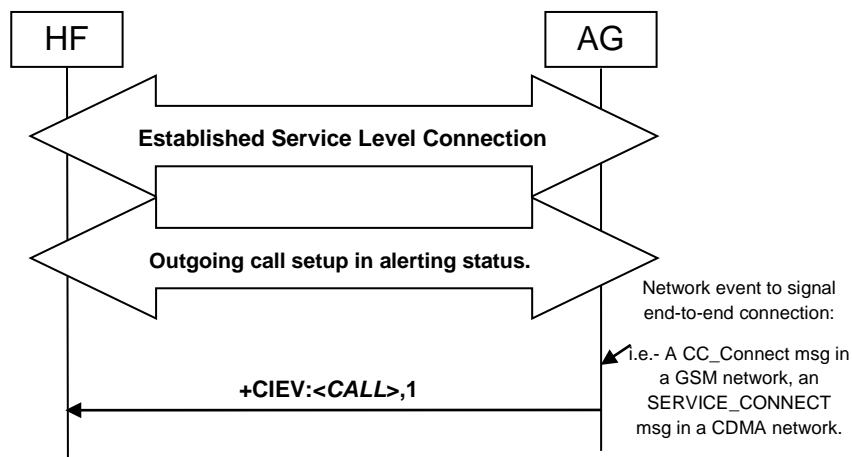 HF
AG
Established Service Level Connection
Outgoing call setup in alerting status.
Network event to signal
end-to-end connection:
i.e.- A CC_Connect msg in
a GSM network, an
SERVICE_CONNECT
msg in a CDMA network.
+CIEV:<CALL>,1